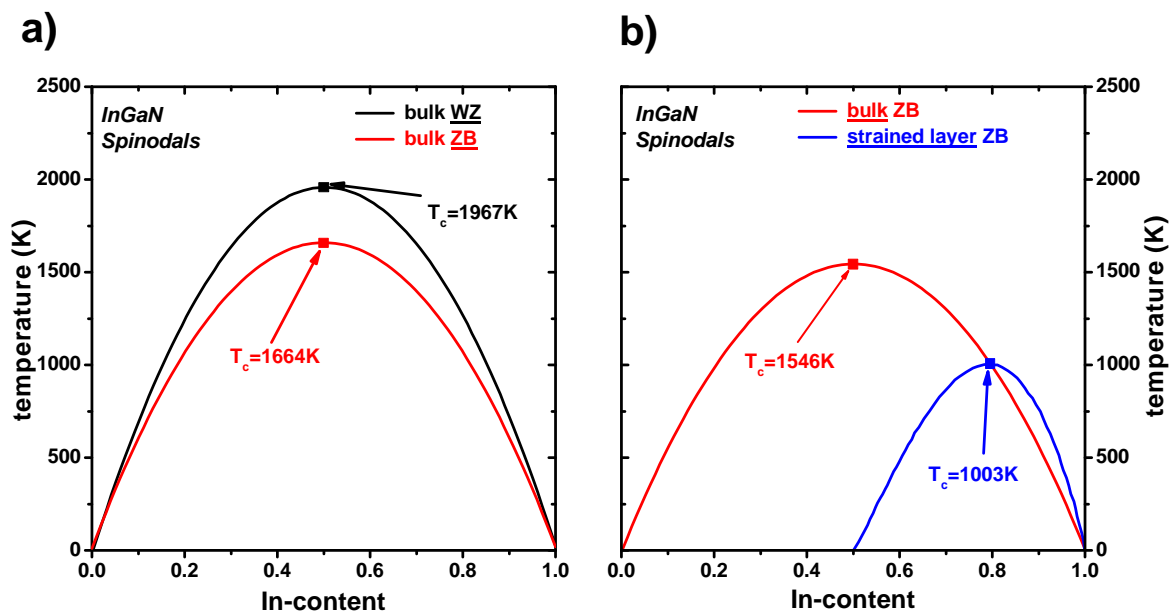 a)
InGaN
Spinodals
bulk WZ
bulk ZB
Tc=1967K
Tc=1664K
temperature (K)
2500
2000
1500
1000
500
0
0.0 0.2 0.4 0.6 0.8 1.0
In-content
b)
InGaN
Spinodals
bulk ZB
strained layer ZB
Tc=1546K
Tc=1003K
2500
2000
1500
1000
500
0
temperature (K)
0.0 0.2 0.4 0.6 0.8 1.0
In-content